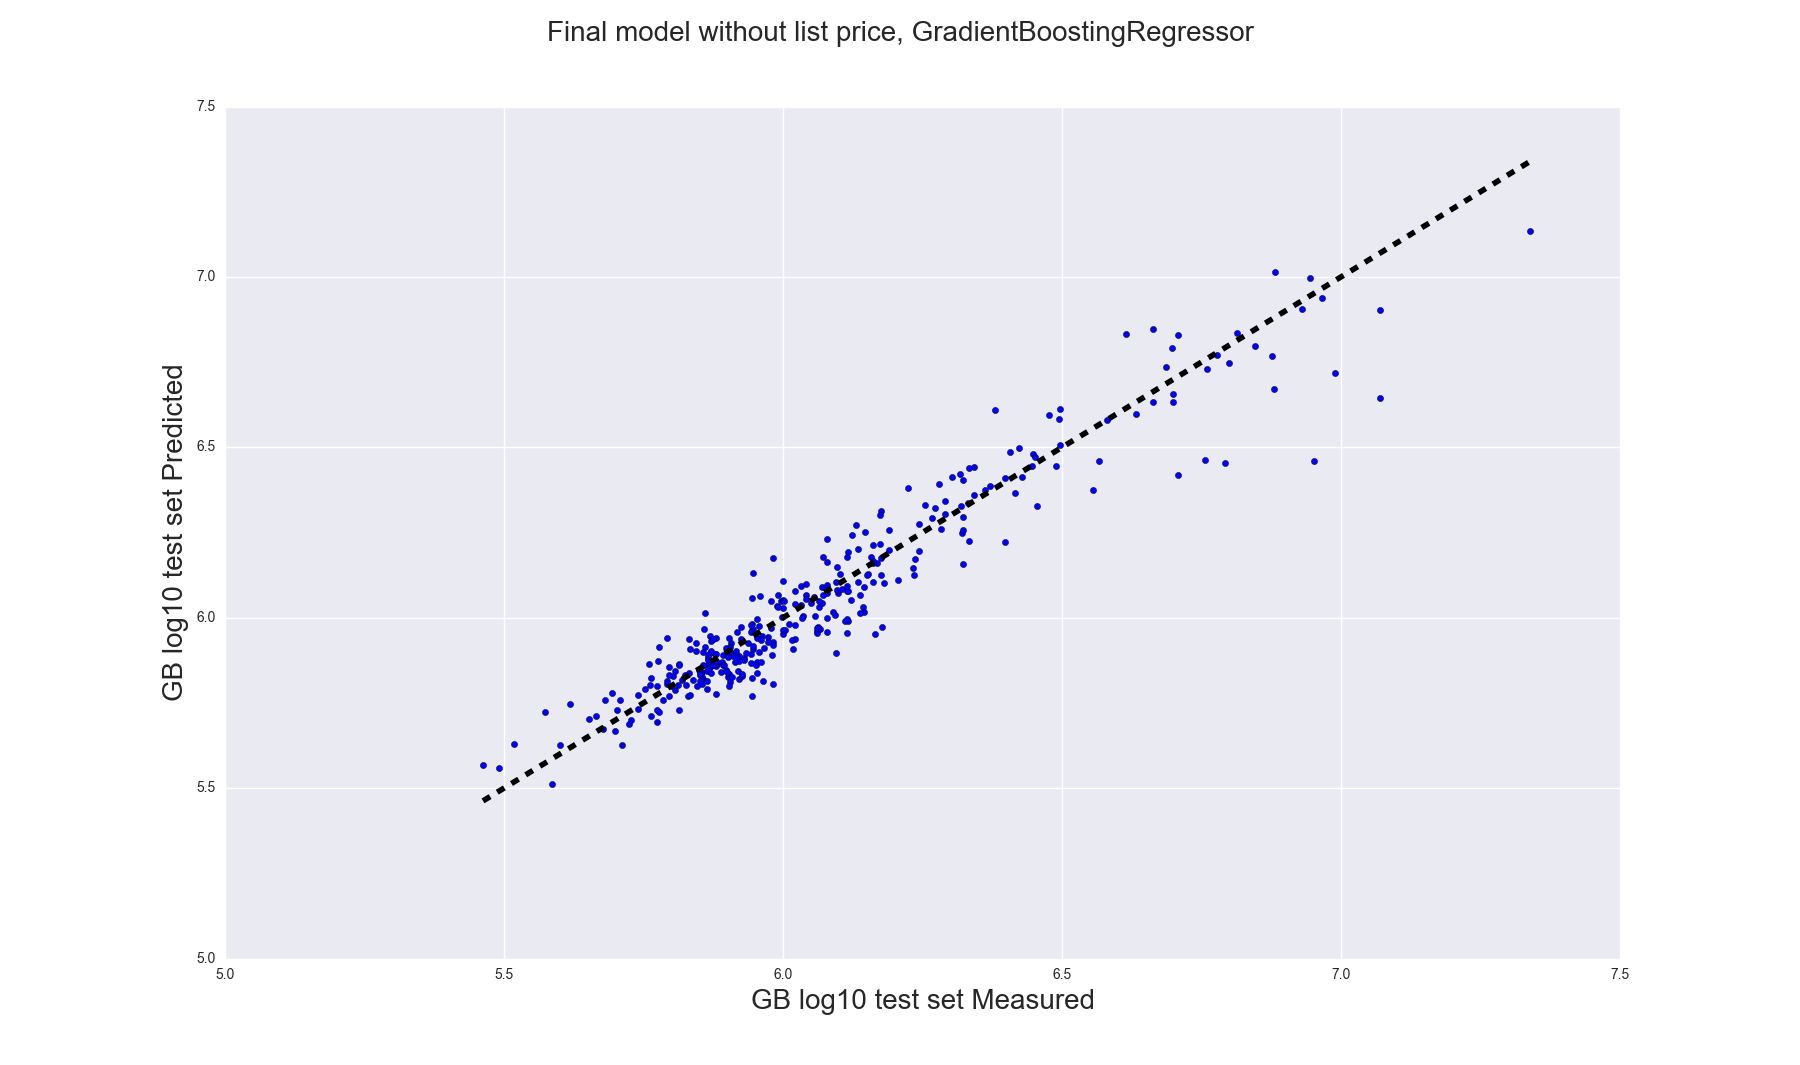 Final model without list price, GradientBoostingRegressor
7.5
7.0
6.5
6.0
5.5
5.0
GB log10 test set Predicted
5.0 5.5 6.0 6.5 7.0 7.5
GB log10 test set Measured